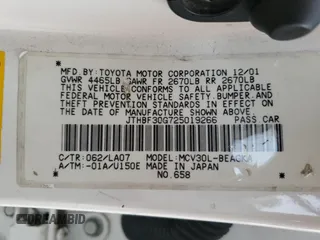 MFD.BY: TOYOTA MOTOR CORPORATION 12/01
GVWR 4465LB GAWR FR 2670LB RR 2670LB
THIS VEHICLE CONFORMS TO ALL APPLICABLE
FEDERAL MOTOR VEHICLE SAFETY,BUMPER,AND
THEFT PREVENTION STANDARDS IN EFFECT ON
THE DATE OF MANUFACTURE SHOWN ABOVE.
JTHBF30G725019266 PASS.CAR
C/TR:062/LA07 MODEL:MCV30L-BEAGKA
A/TM:-01A/U150E MADE IN JAPAN
NO.658